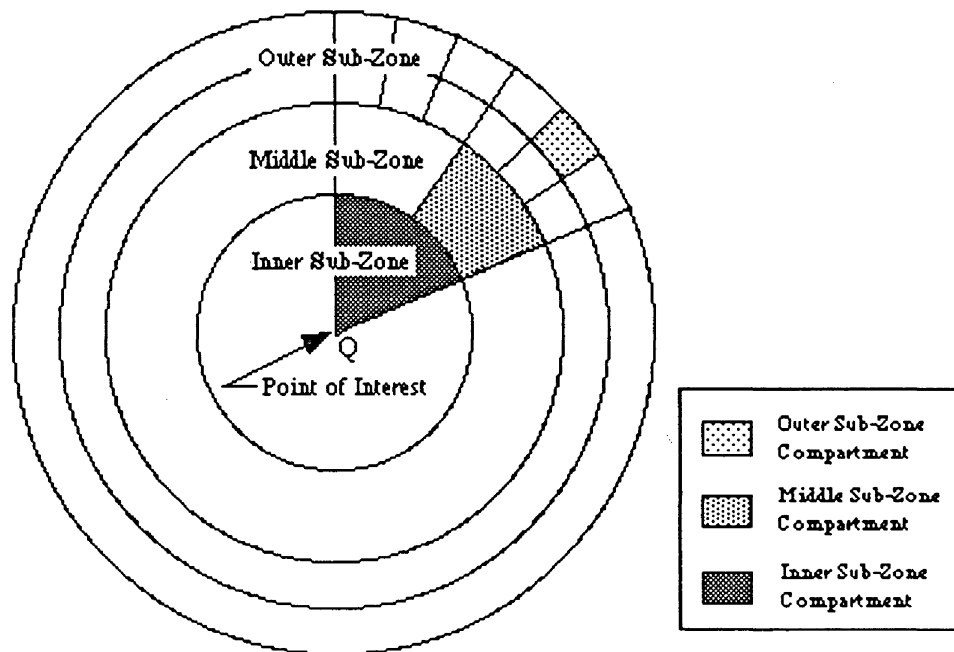 Outer Sub-Zone
Middle Sub-Zone
Inner Sub-Zone
Q
Point of Interest
Outer Sub-Zone
Compartment
Middle Sub-Zone
Compartment
Inner Sub-Zone
Compartment